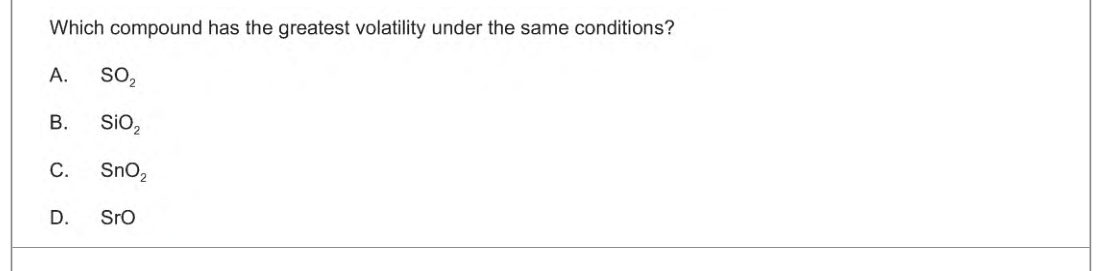 Which compound has the greatest volatility under the same conditions?
A. SO₂
B. SiO₂
C. SnO₂
D. SrO